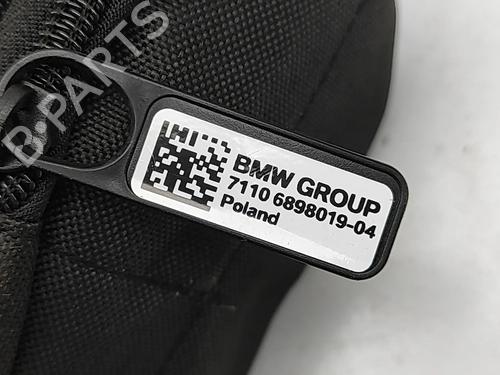 BMW GROUP
7110 6898019-04
Poland
B-PARTS